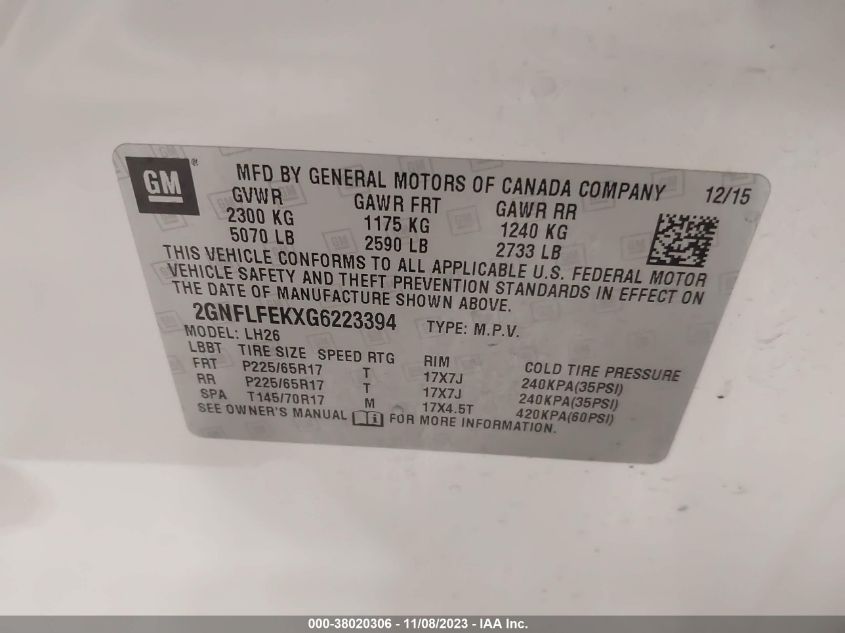 GM ® MFD BY GENERAL MOTORS OF CANADA COMPANY 12/15
GVWR GAWR FRT GAWR RR
2300 KG 1175 KG 1240 KG
5070 LB 2590 LB 2733 LB
THIS VEHICLE CONFORMS TO ALL APPLICABLE U.S. FEDERAL MOTOR
VEHICLE SAFETY AND THEFT PREVENTION STANDARDS IN EFFECT ON
THE DATE OF MANUFACTURE SHOWN ABOVE.
2GNFLFEKXG6223394 TYPE: M.P.V.
MODEL: LH26
LBBT TIRE SIZE SPEED RTG RIM COLD TIRE PRESSURE
FRT P225/65R17 T 17X7J 240KPA(35PSI)
RR P225/65R17 T 17X7J 240KPA(35PSI)
SPA T145/70R17 M 17X4.5T 420KPA(60PSI)
SEE OWNER'S MANUAL FOR MORE INFORMATION.
000-38020306 - 11/08/2023 - IAA Inc.